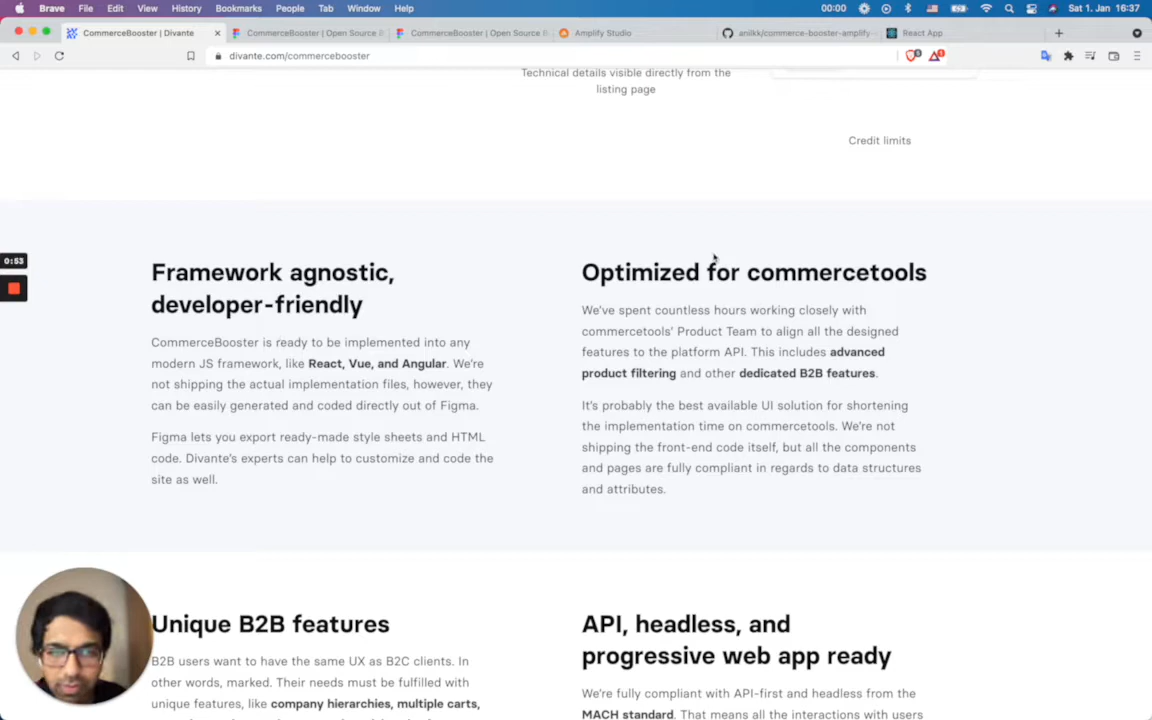 Brave File Edit View History Bookmarks People Tab Window Help 00:00 Sat 1. Jan 16:37
CommerceBooster | Divante
CommerceBooster | Open Source
CommerceBooster | Open Source
Amplify Studio
anilkk/commerce-booster-amplify
React App
divante.com/commercebooster
Technical details visible directly from the
listing page
Credit limits
0:53
Framework agnostic,
developer-friendly
CommerceBooster is ready to be implemented into any
modern JS framework, like React, Vue, and Angular. We're
not shipping the actual implementation files, however, they
can be easily generated and coded directly out of Figma.
Figma lets you export ready-made style sheets and HTML
code. Divante's experts can help to customize and code the
site as well.
Optimized for commercetools
We've spent countless hours working closely with
commercetools' Product Team to align all the designed
features to the platform API. This includes advanced
product filtering and other dedicated B2B features.
It's probably the best available UI solution for shortening
the implementation time on commercetools. We're not
shipping the front-end code itself, but all the components
and pages are fully compliant in regards to data structures
and attributes.
Unique B2B features
B2B users want to have the same UX as B2C clients. In
other words, marked. Their needs must be fulfilled with
unique features, like company hierarchies, multiple carts,
API, headless, and
progressive web app ready
We're fully compliant with API-first and headless from the
MACH standard. That means all the interactions with users